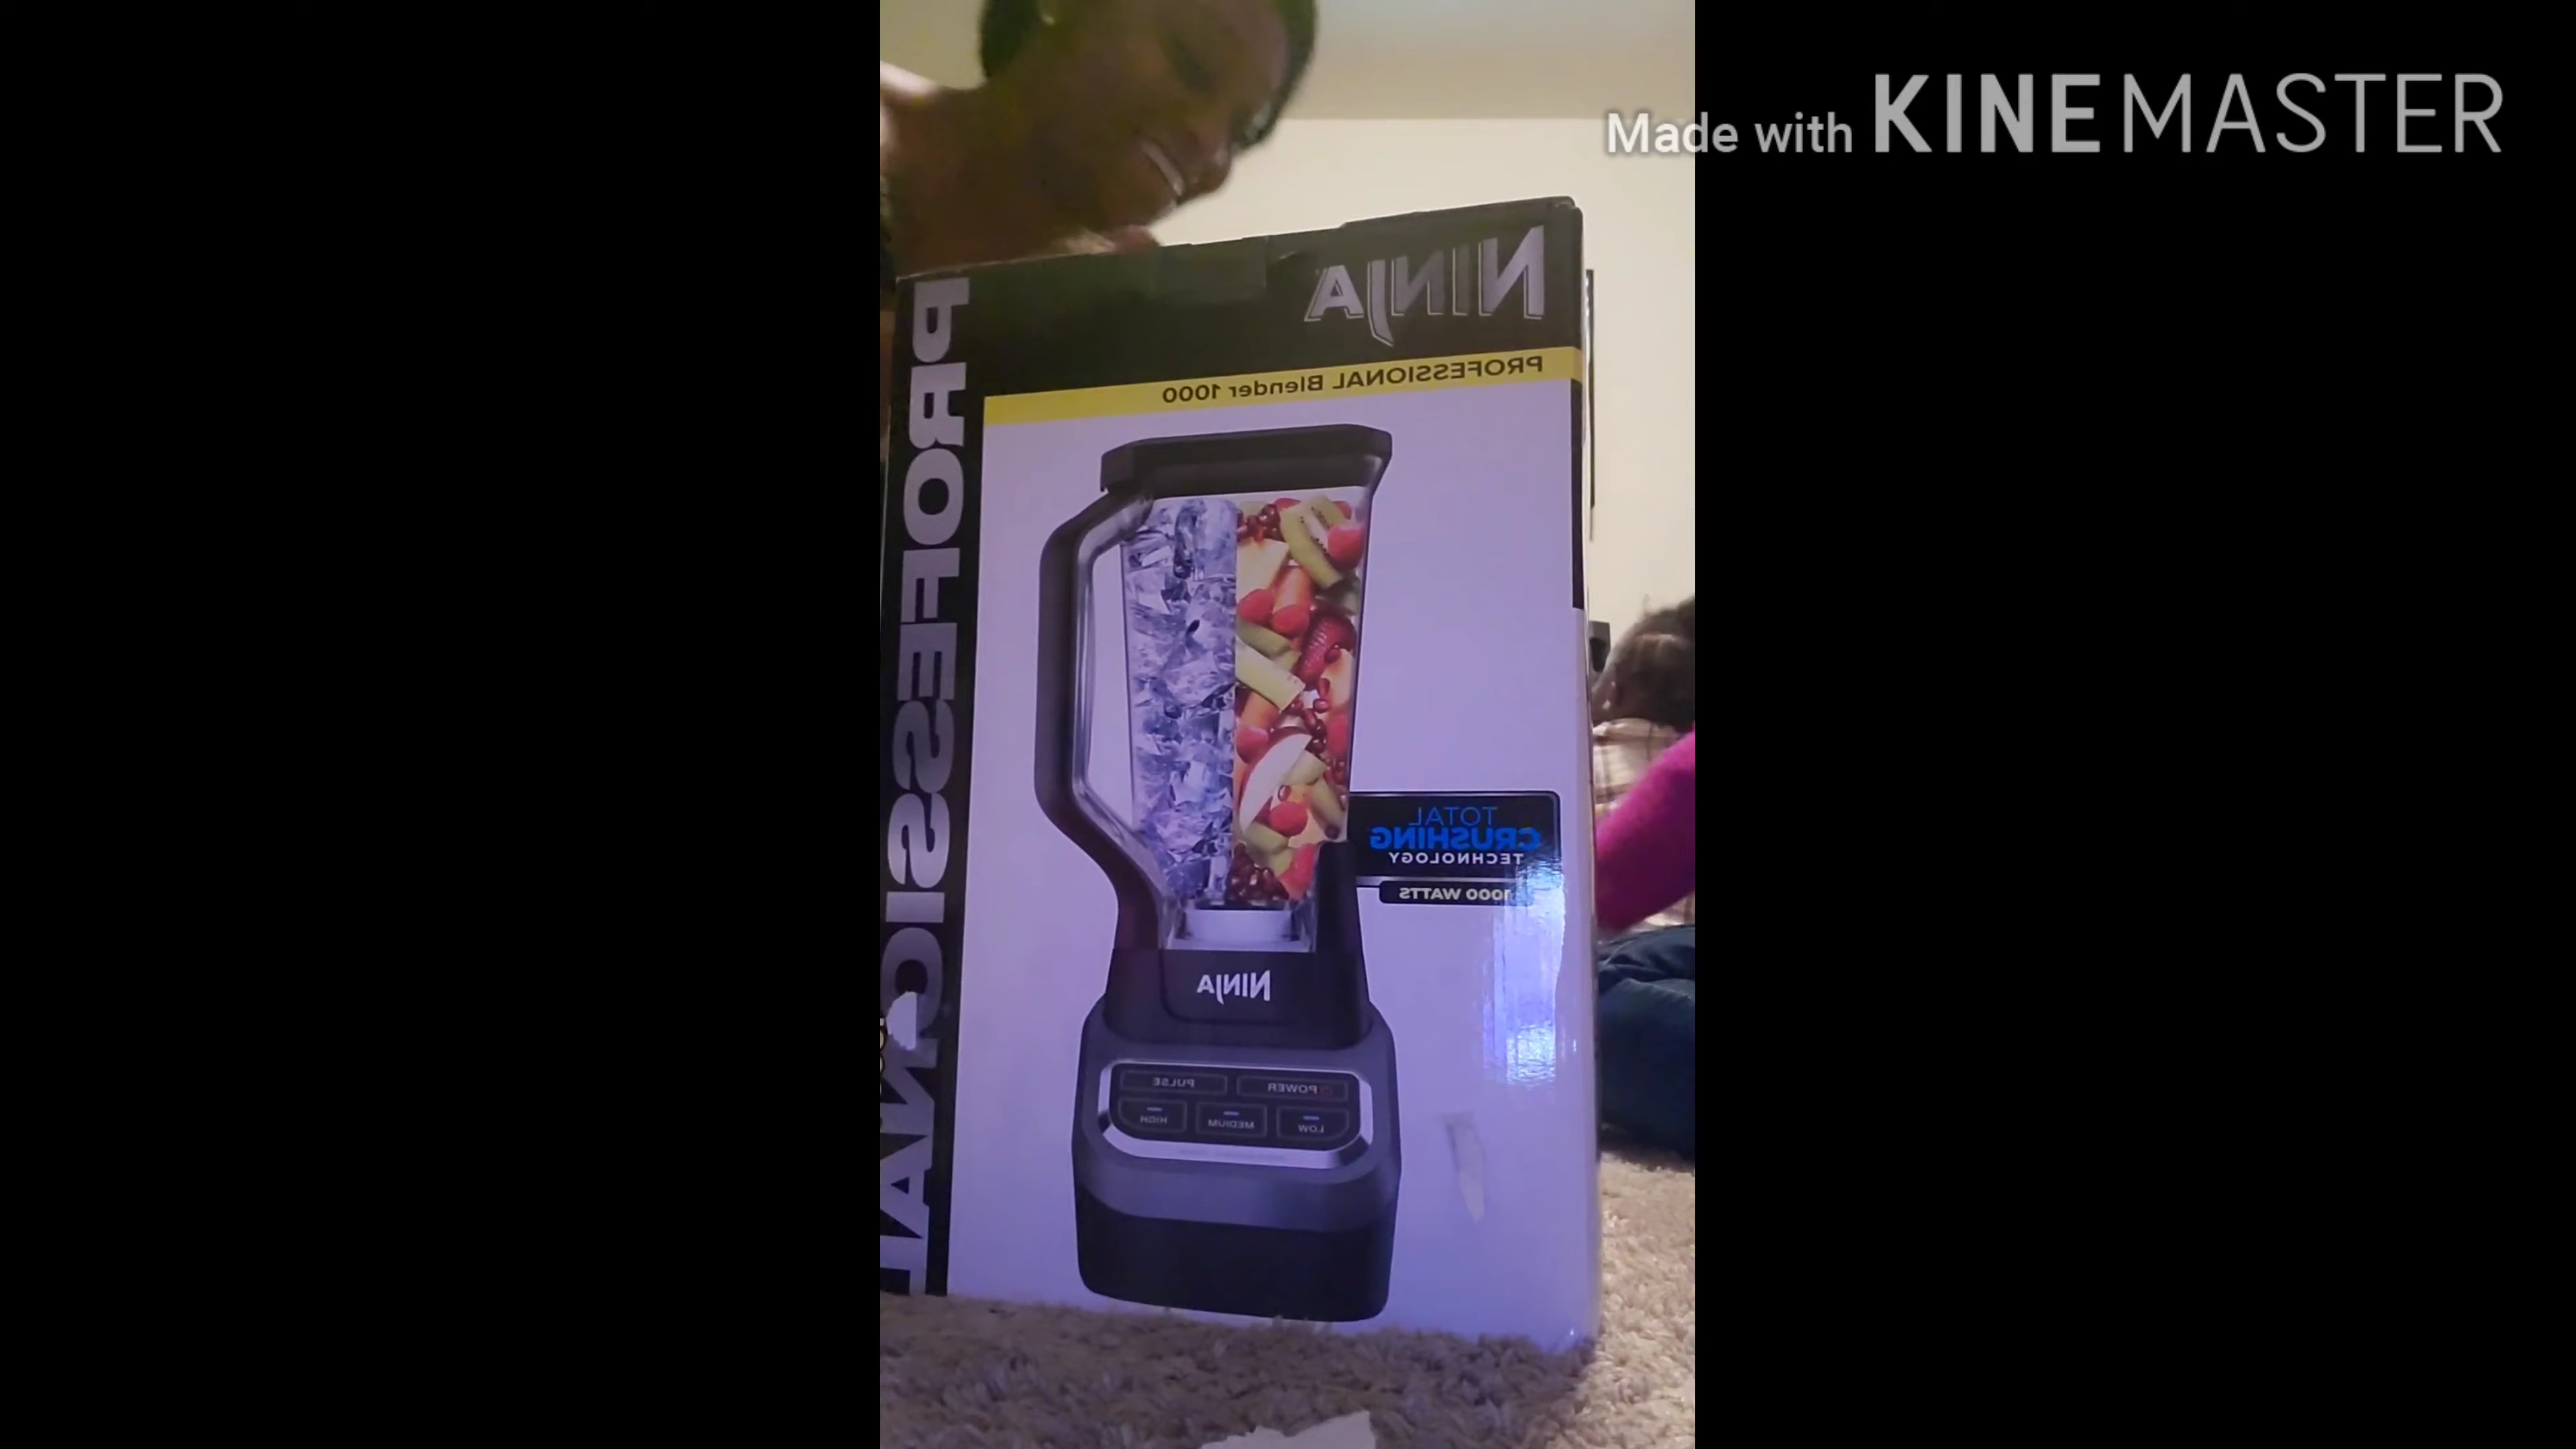 Made with KINEMASTER
NINJA
PROFESSIONAL Blender 1000
PROFESSIONAL
TOTAL
CRUSHING
TECHNOLOGY
1000 WATTS
NINJA
POWER PULSE
LOW MEDIUM HIGH